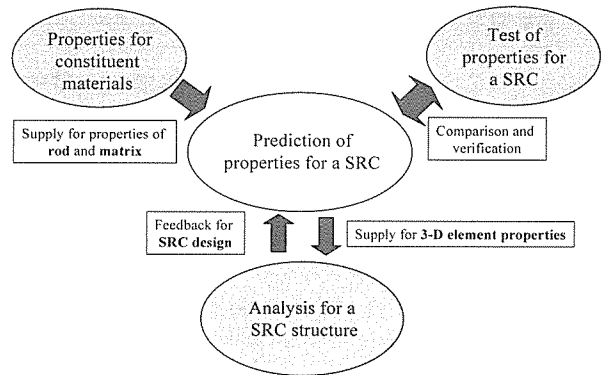 Properties for
constituent
materials
Test of
properties for
a SRC
Supply for properties of
rod and matrix
Prediction of
properties for a SRC
Comparison and
verification
Feedback for
SRC design
Supply for 3-D element properties
Analysis for a
SRC structure